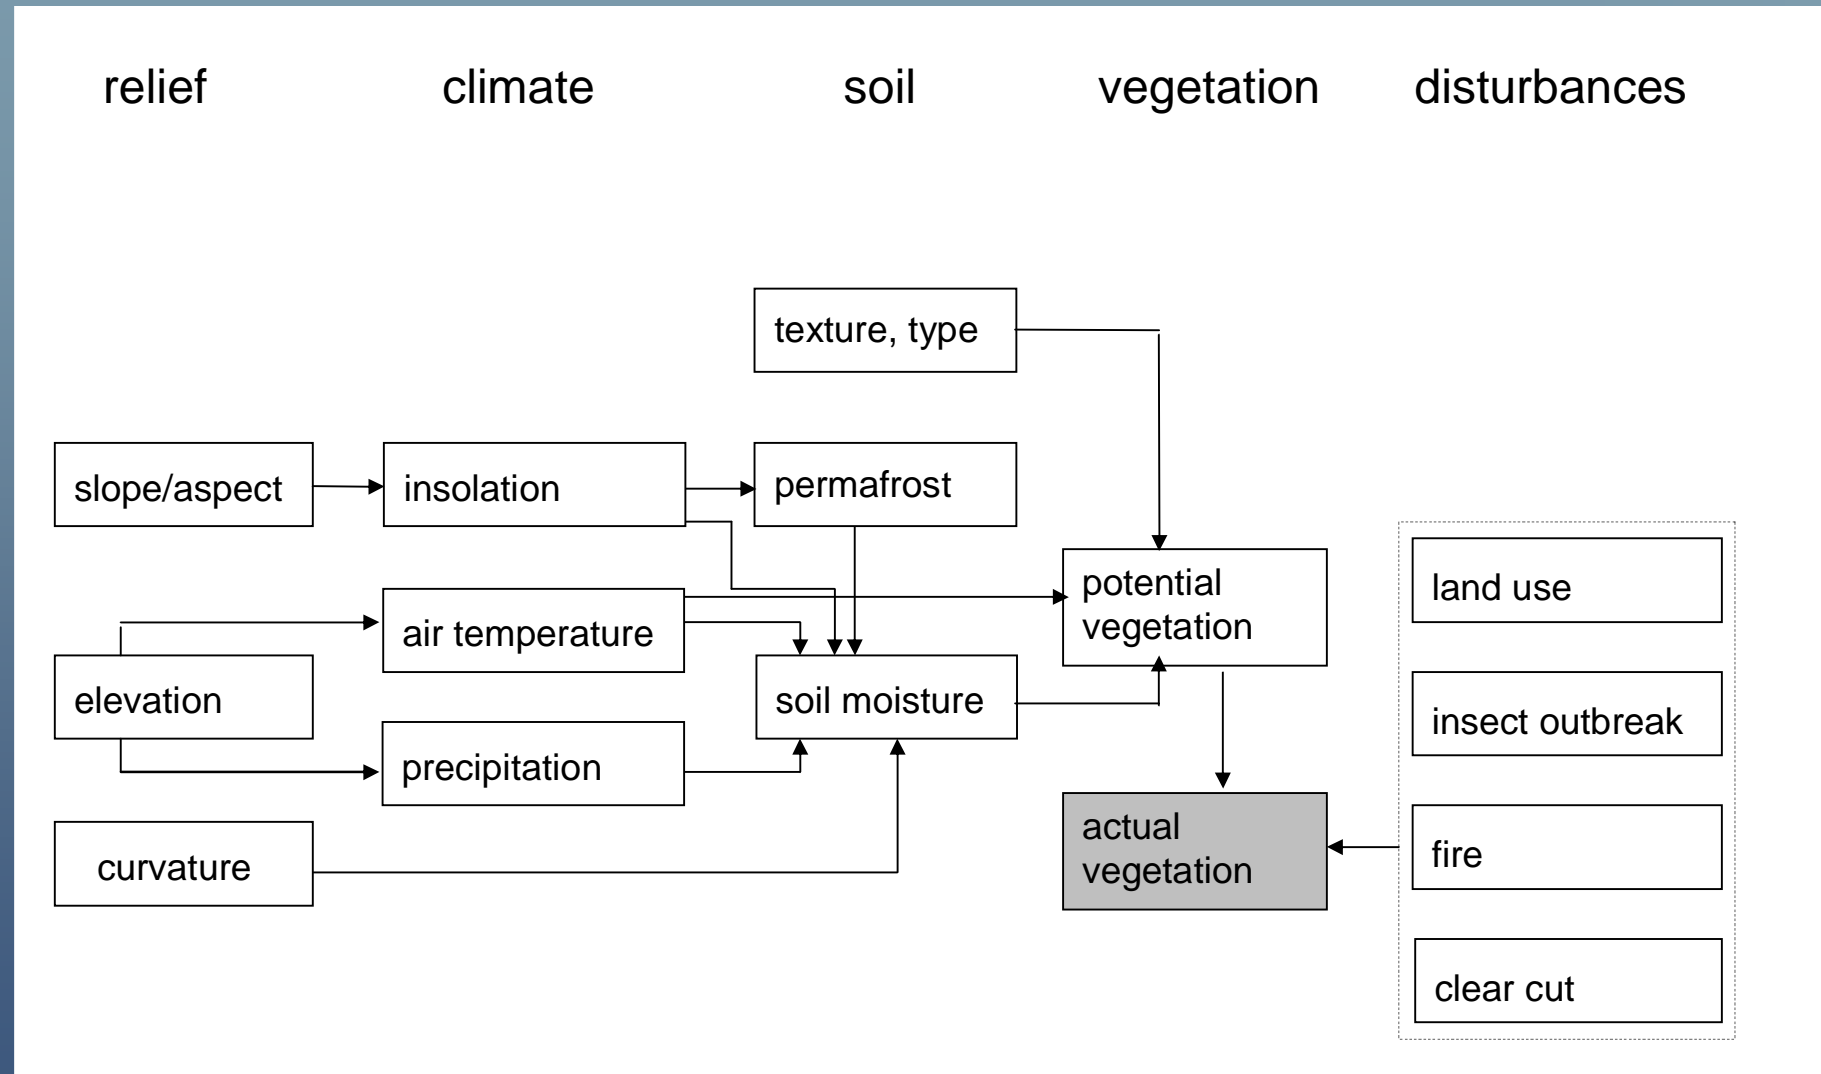 relief
climate
soil
vegetation
disturbances
texture, type
slope/aspect
insolation
permafrost
potential
vegetation
land use
air temperature
elevation
soil moisture
insect outbreak
precipitation
actual
vegetation
curvature
fire
clear cut